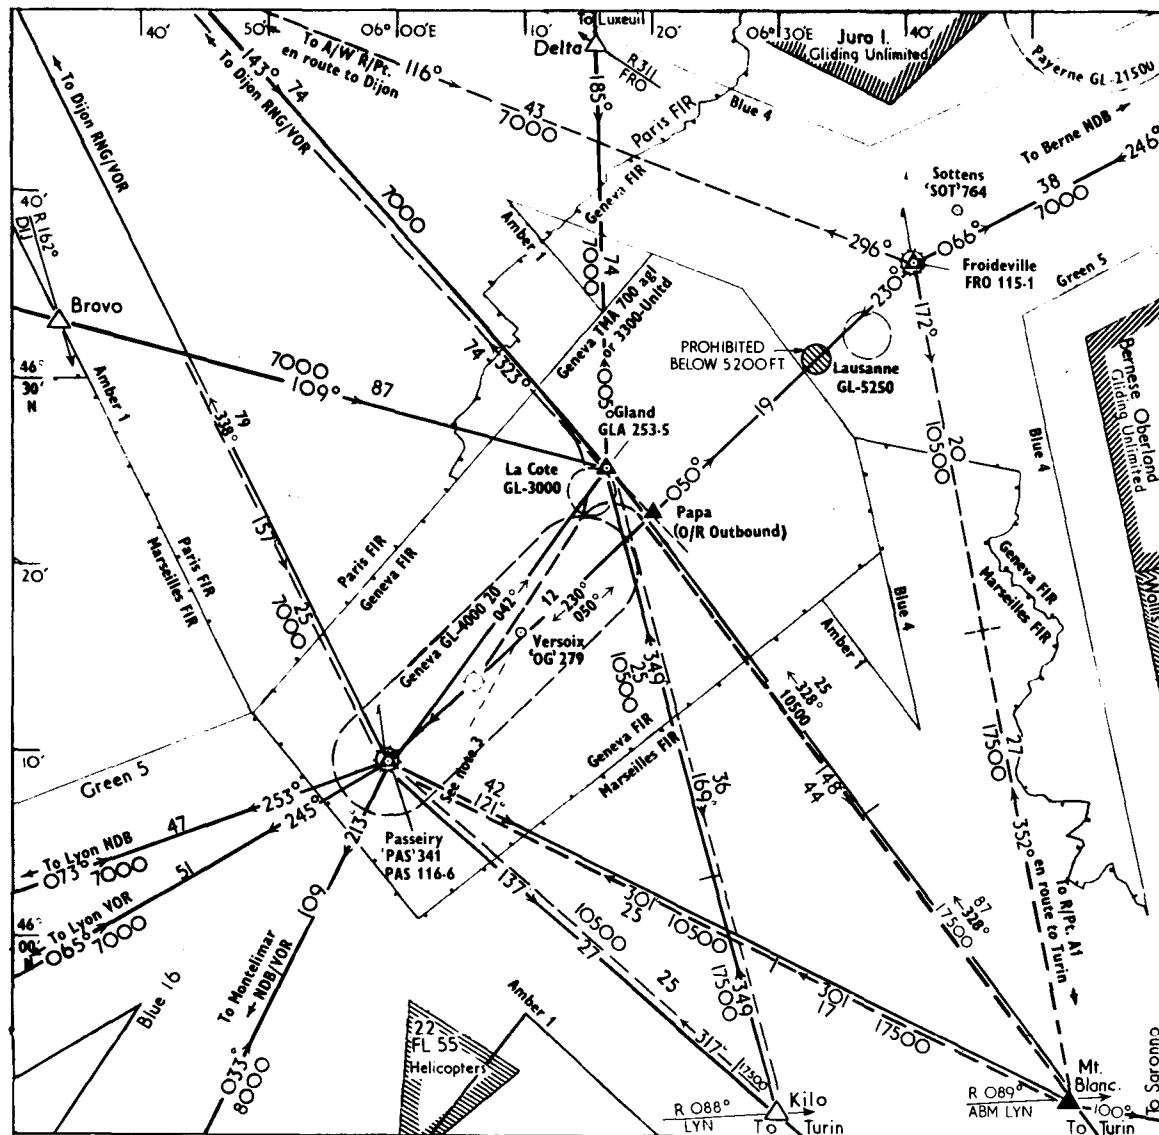 40'
50'
06° 00'E
10'
20'
06° 30'E
40'
To Luxeuil
Delta
R 311
FRO
Jura I.
Gliding Unlimited
Payerne GL-21500
To A/W R/Pt.
en route to Dijon
116°
43
7000
To Dijon RNG/VOR
143° 74
To Dijon RNG/VOR
185°
Paris FIR
Blue 4
To Berne NDB
246°
38
7000
Sottens
'SOT' 764
40'
R 162°
DIJ
7000
Geneva FIR
Amber 1
74
7000
296°
066°
Froideville
FRO 115·1
Green 5
230°
172°
Bravo
Geneva TMA 700 agl
or 3300-Unltd
PROHIBITED
BELOW 5200 FT.
Lausanne
GL-5250
Bernese Oberland
Gliding Unlimited
46°
30'
N
Amber 1
7000
109°
87
74
323°
005°
Gland
GLA 253·5
19
79
338°
20
10500
Blue 4
La Cote
GL-3000
050°
Papa
(O/R Outbound)
157
Paris FIR
Marseilles FIR
Paris FIR
Geneva FIR
20'
25
7000
Geneva GL-4000 20
042°
12
230°
050°
Versoix
'OG' 279
Geneva FIR
Marseilles FIR
Blue 4
Amber 1
349
25
10500
25
328°
10500
Geneva FIR
Marseilles FIR
27
17500
10'
Green 5
See note 3
42
121°
36
169°
148°
44
253°
245°
213°
Passeiry
'PAS' 341
PAS 116·6
352°
To Lyon NDB
47
073° 7000
51
To Lyon VOR
065° 7000
109
137
10500
27
301
25
10500
87
328°
17500
To R/Pt. A1
en route to Turin
46°
00'
N
To Montelimar
NDB/VOR
Blue 16
25
349
17500
301
17
17500
Amber 1
22
FL 55
Helicopters
033°
8000
317°
17500
R 088°
LYN
Kilo
To Turin
R 089°
ABM LYN
Mt.
Blanc.
100°
To Turin
To Saronno